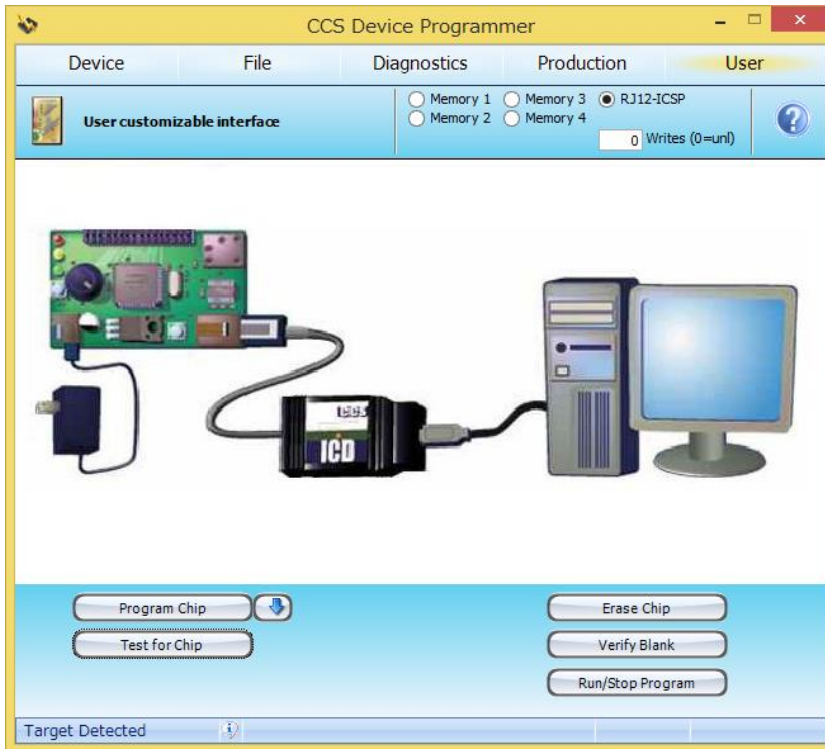 CCS Device Programmer
Device File Diagnostics Production User
User customizable interface
Memory 1 Memory 3 RJ12-ICSP
Memory 2 Memory 4
0 Writes (0=unl)
?
ccs
ICD
Program Chip
Erase Chip
Test for Chip
Verify Blank
Run/Stop Program
Target Detected